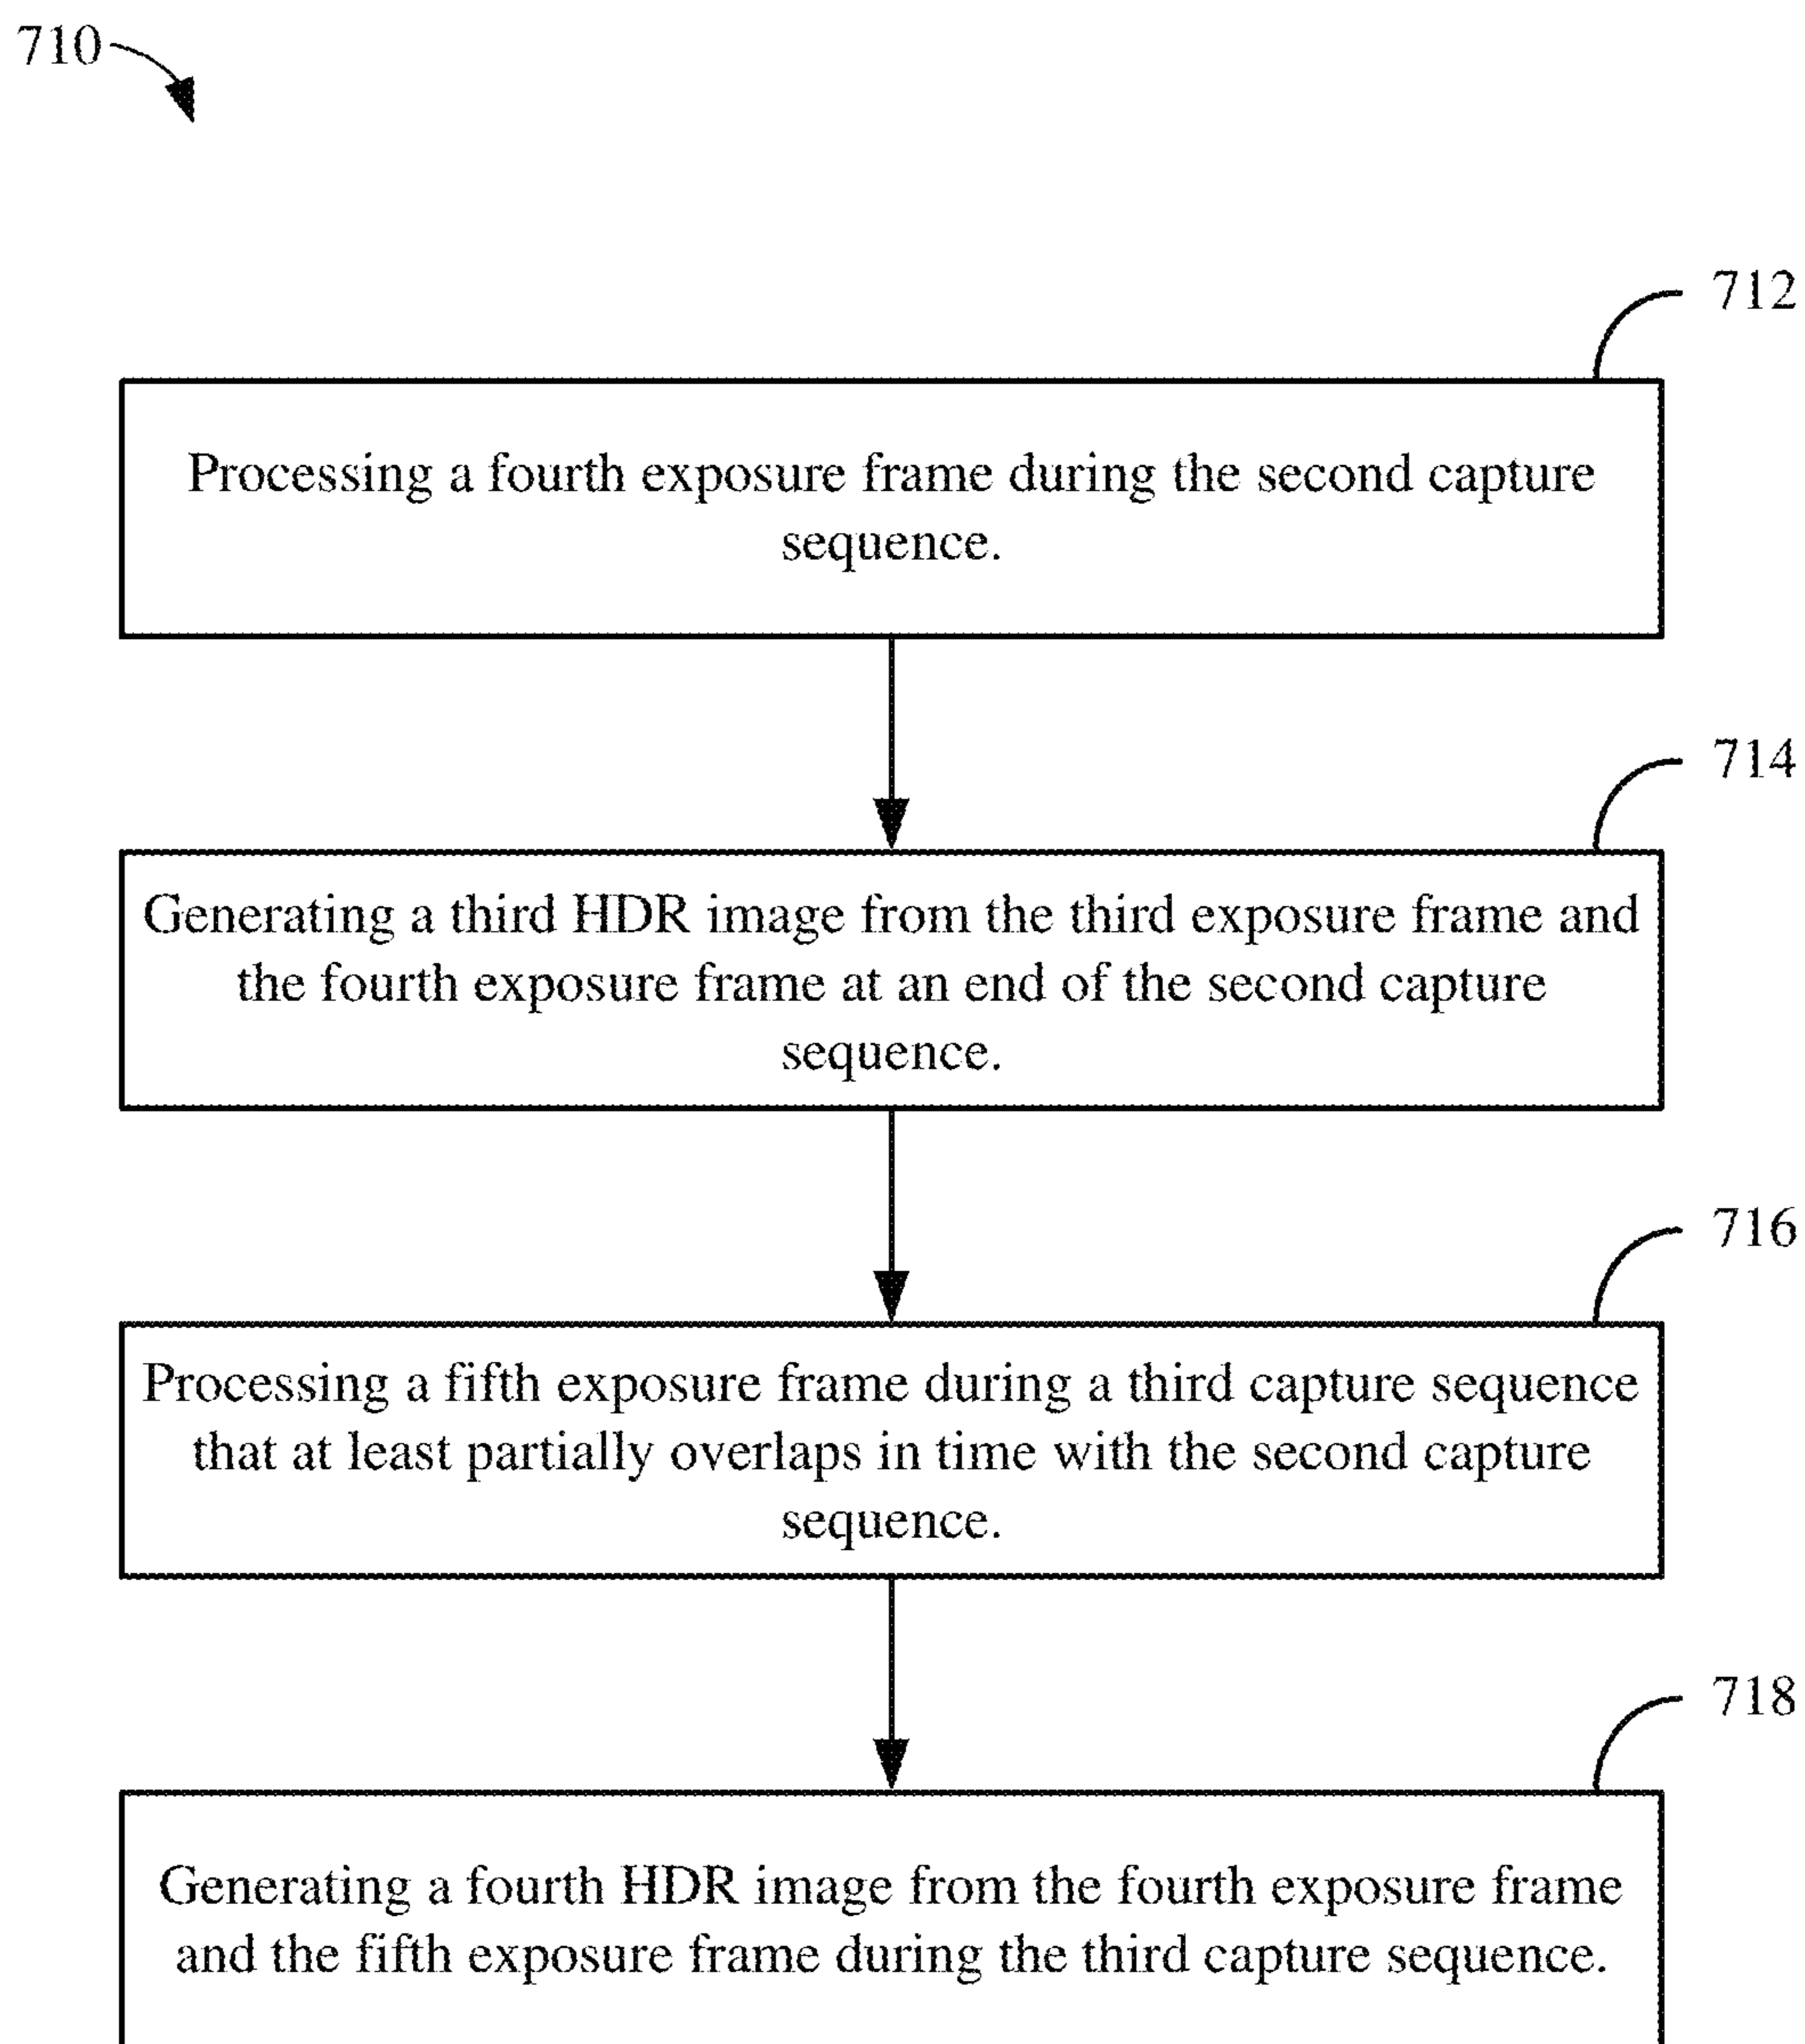 710
712
Processing a fourth exposure frame during the second capture
sequence.
714
Generating a third HDR image from the third exposure frame and
the fourth exposure frame at an end of the second capture
sequence.
716
Processing a fifth exposure frame during a third capture sequence
that at least partially overlaps in time with the second capture
sequence.
718
Generating a fourth HDR image from the fourth exposure frame
and the fifth exposure frame during the third capture sequence.